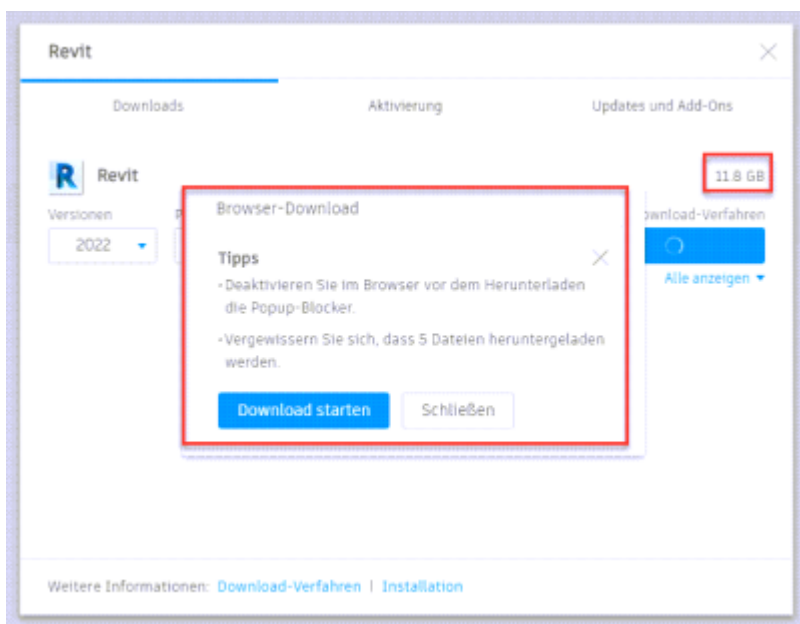 Revit
Downloads
Aktivierung
Updates und Add-Ons
R Revit
11.8 GB
Versionen
P
ownload-Verfahren
2022
Alle anzeigen
Browser-Download
Tipps
-Deaktivieren Sie im Browser vor dem Herunterladen
die Popup-Blocker.
-Vergewissern Sie sich, dass 5 Dateien heruntergeladen
werden.
Download starten
Schließen
Weitere Informationen: Download-Verfahren | Installation